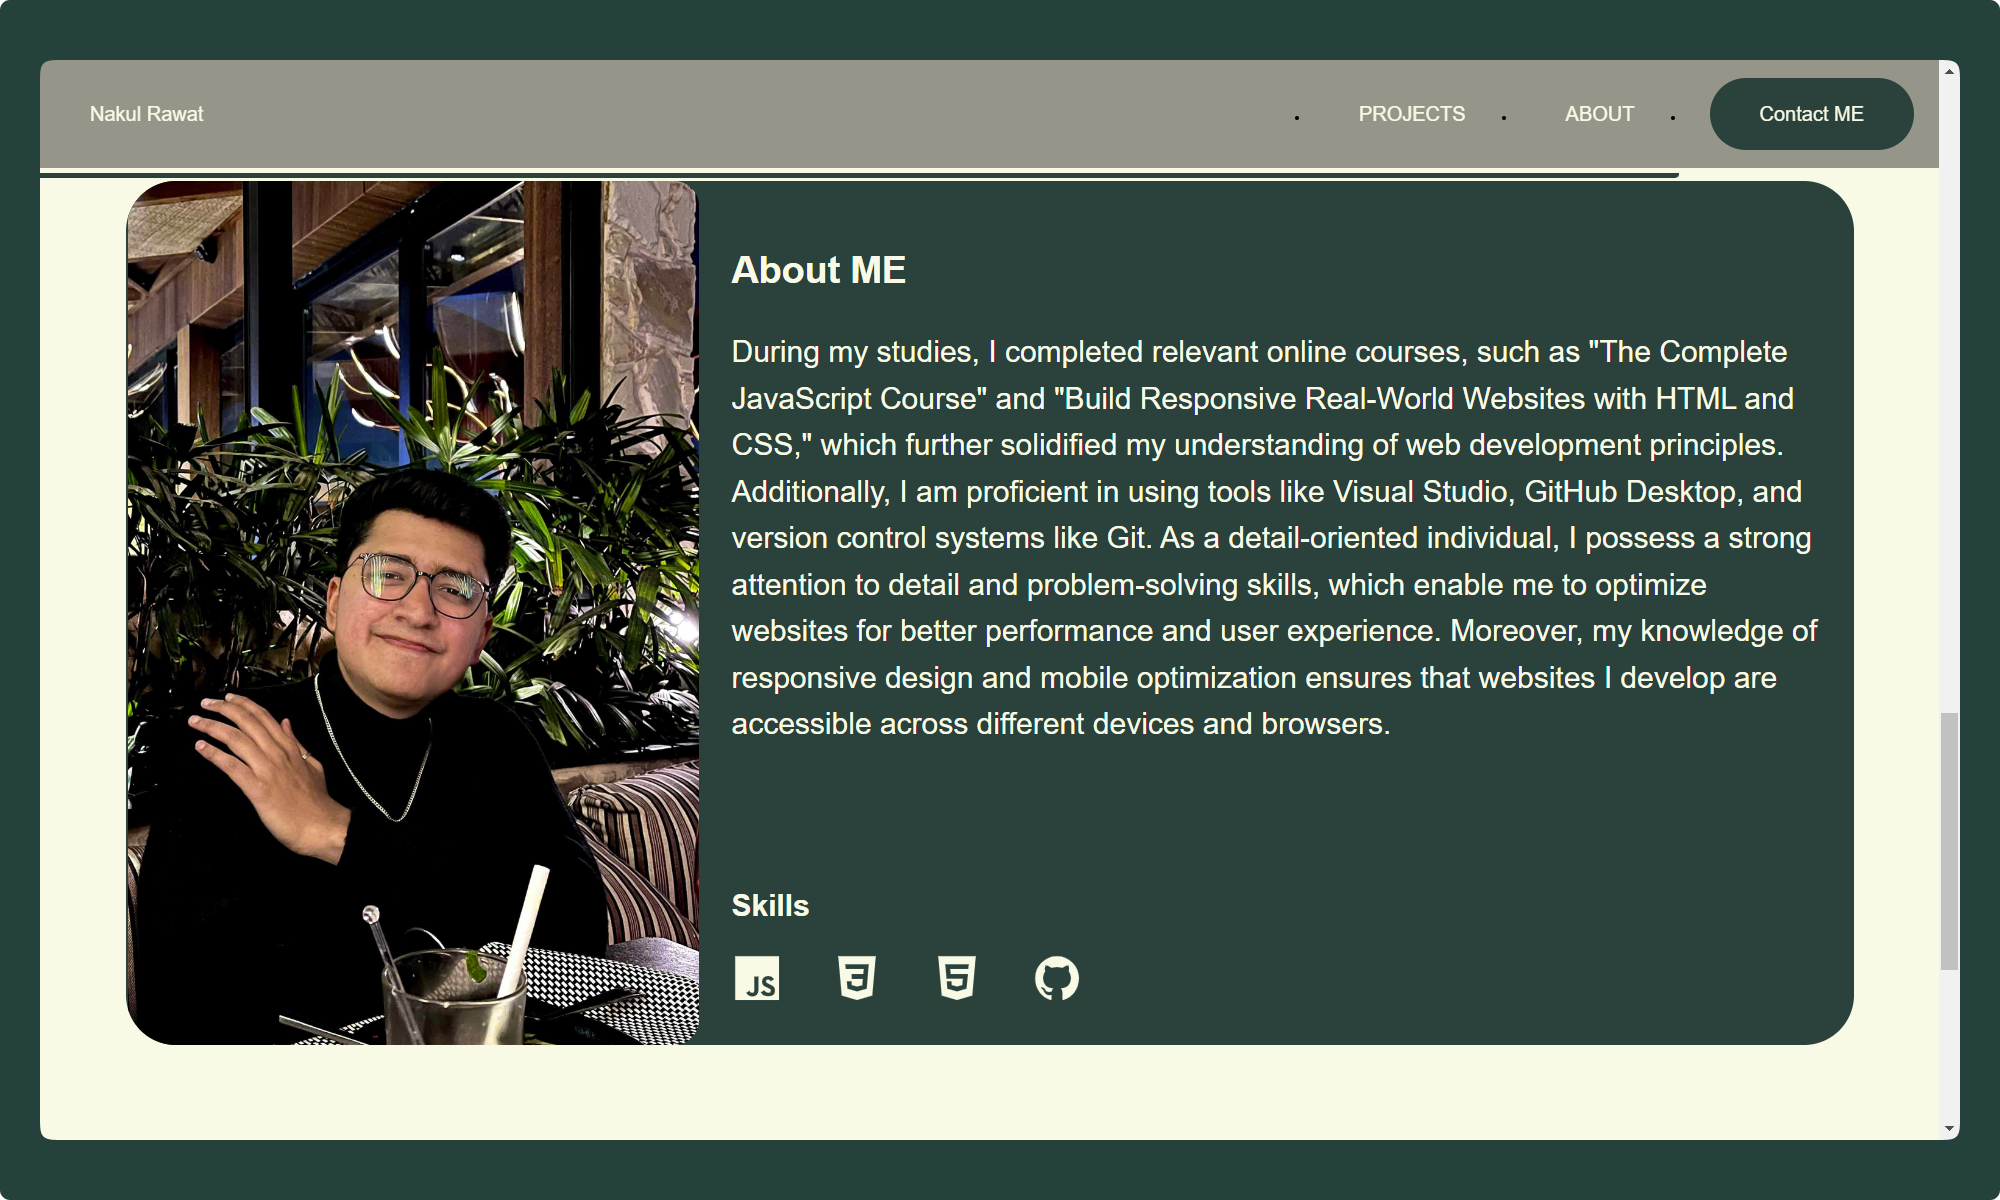 Nakul Rawat
PROJECTS
ABOUT
Contact ME
About ME
During my studies, I completed relevant online courses, such as "The Complete
JavaScript Course" and "Build Responsive Real-World Websites with HTML and
CSS," which further solidified my understanding of web development principles.
Additionally, I am proficient in using tools like Visual Studio, GitHub Desktop, and
version control systems like Git. As a detail-oriented individual, I possess a strong
attention to detail and problem-solving skills, which enable me to optimize
websites for better performance and user experience. Moreover, my knowledge of
responsive design and mobile optimization ensures that websites I develop are
accessible across different devices and browsers.
Skills
JS 3 5